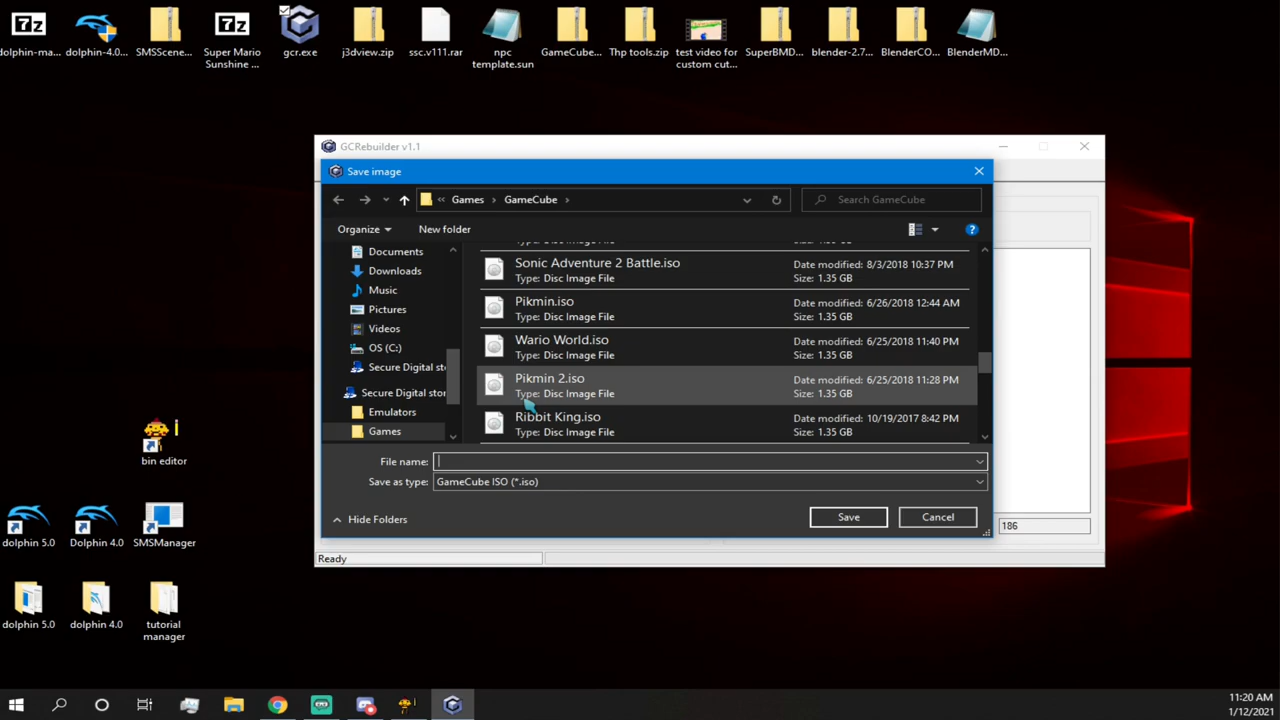 dolphin-ma...
dolphin-4.0...
SMSScene...
Super Mario
Sunshine ...
gcr.exe
j3dview.zip
ssc.v111.rar
npc
template.sun
GameCube...
Thp tools.zip
test video for
custom cut...
SuperBMD...
blender-2.7...
BlenderCO...
BlenderMD...
GCRebuilder v1.1
Save image
« Games > GameCube >
Search GameCube
Organize
New folder
Documents
Downloads
Music
Pictures
Videos
OS (C:)
Secure Digital sto
Secure Digital stor
Emulators
Games
Type: Disc Image File
Sonic Adventure 2 Battle.iso
Date modified: 8/3/2018 10:37 PM
Type: Disc Image File
Size: 1.35 GB
Pikmin.iso
Date modified: 6/26/2018 12:44 AM
Type: Disc Image File
Size: 1.35 GB
Wario World.iso
Date modified: 6/25/2018 11:40 PM
Type: Disc Image File
Size: 1.35 GB
Pikmin 2.iso
Date modified: 6/25/2018 11:28 PM
Type: Disc Image File
Size: 1.35 GB
Ribbit King.iso
Date modified: 10/19/2017 8:42 PM
Type: Disc Image File
Size: 1.35 GB
File name:
Save as type: GameCube ISO (*.iso)
Hide Folders
Save
Cancel
186
Ready
bin editor
dolphin 5.0
Dolphin 4.0
SMSManager
dolphin 5.0
dolphin 4.0
tutorial
manager
11:20 AM
1/12/2021